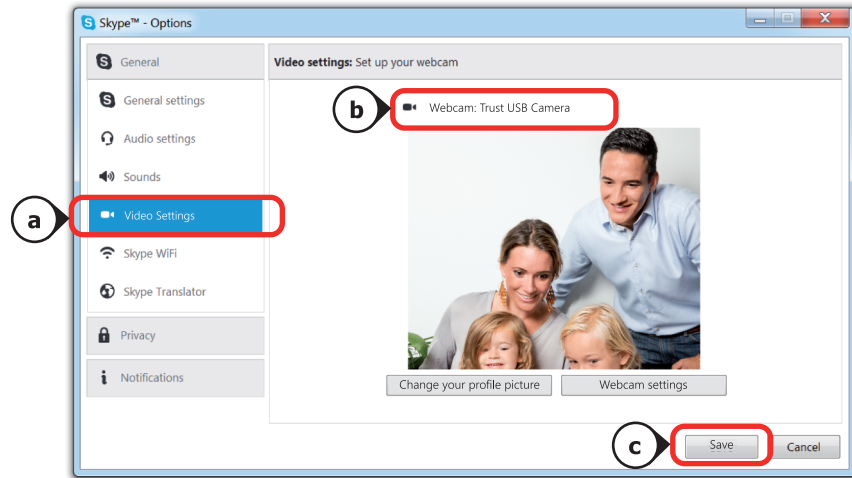 Skype™ - Options
General
General settings
Audio settings
Sounds
Video Settings
Skype WiFi
Skype Translator
Privacy
Notifications
Video settings: Set up your webcam
Webcam: Trust USB Camera
Change your profile picture
Webcam settings
Save
Cancel
a
b
c